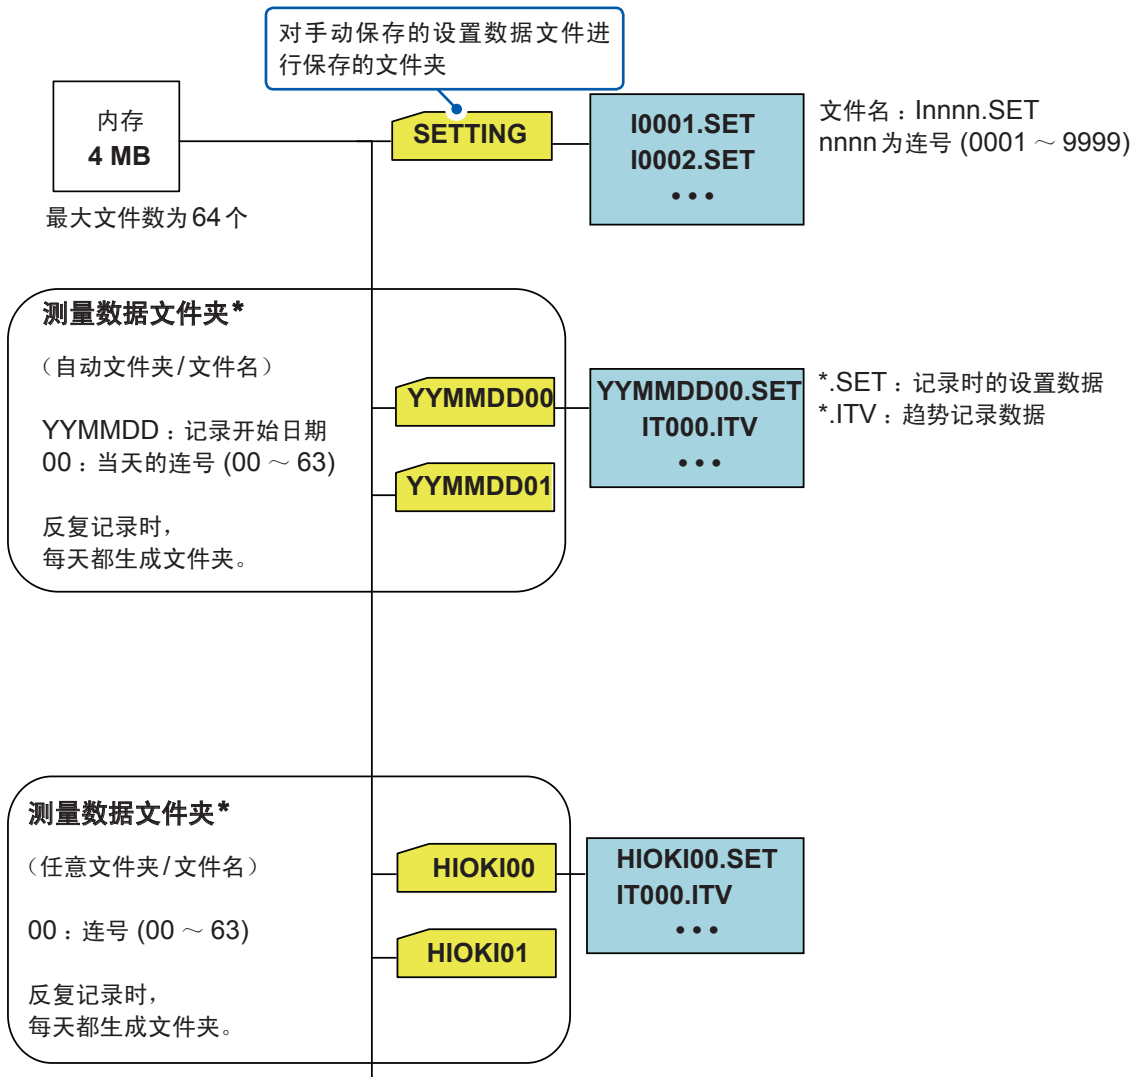 对手动保存的设置数据文件进
行保存的文件夹
内存
4 MB
最大文件数为64个
SETTING
I0001.SET
I0002.SET
•••
文件名：Innnn.SET
nnnn为连号 (0001 ～ 9999)
测量数据文件夹*
（自动文件夹/文件名）
YYMMDD：记录开始日期
00：当天的连号 (00 ～ 63)
反复记录时，
每天都生成文件夹。
YYMMDD00
YYMMDD01
YYMMDD00.SET
IT000.ITV
•••
*.SET：记录时的设置数据
*.ITV：趋势记录数据
测量数据文件夹*
（任意文件夹/文件名）
00：连号 (00 ～ 63)
反复记录时，
每天都生成文件夹。
HIOKI00
HIOKI01
HIOKI00.SET
IT000.ITV
•••